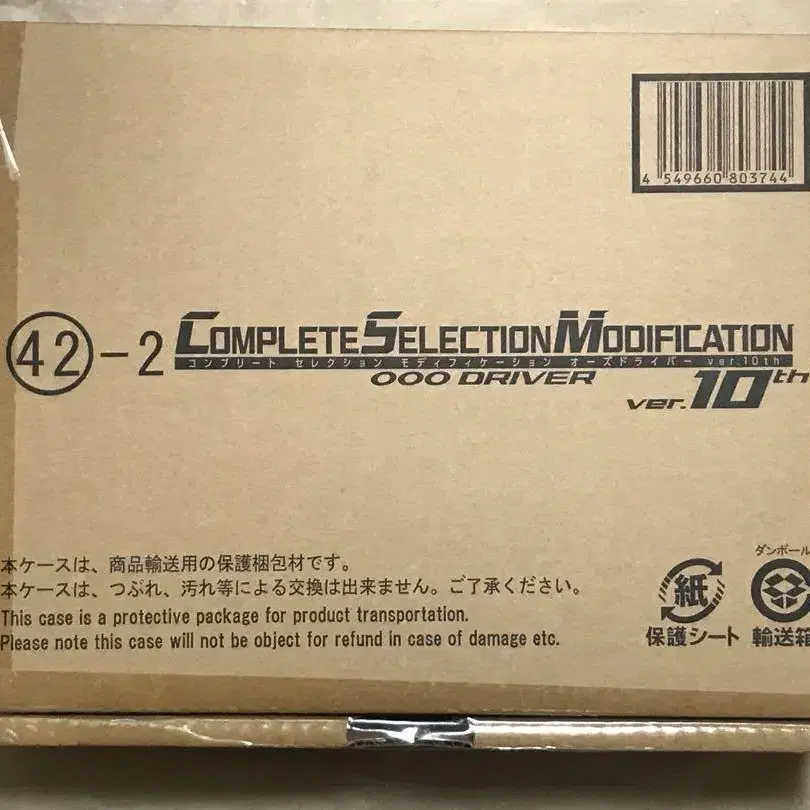 4 549660 803744
42-2
COMPLETE SELECTION MODIFICATION
コンプリート セレクション モディフィケーション オーズドライバー ver.10th
OOO DRIVER
ver.10th
本ケースは、商品輸送用の保護梱包材です。
本ケースは、つぶれ、汚れ等による交換は出来ません。ご了承ください。
This case is a protective package for product transportation.
Please note this case will not be object for refund in case of damage etc.
紙
保護シート
ダンボール
輸送箱